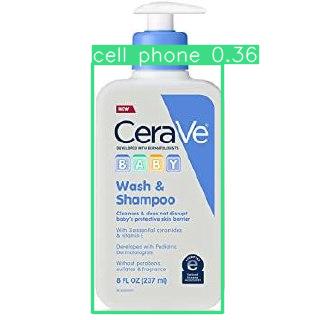 cell phone 0.36
NEW
CeraVe
DEVELOPED WITH DERMATOLOGISTS
BABY
Wash &
Shampoo
Cleanses & does not disrupt
baby's protective skin barrier
With 3 essential ceramides
& vitamin E
Developed with Pediatric
Dermatologists
Without parabens,
sulfates & fragrance
8 FL OZ (237 ml)